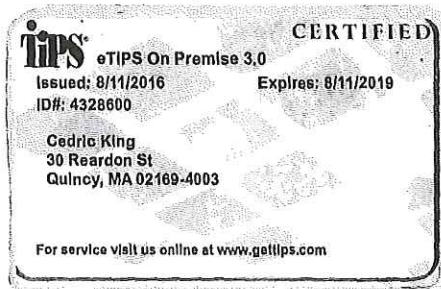 CERTIFIED
TIPS eTIPS On Premise 3.0
Issued: 8/11/2016 Expires: 8/11/2019
ID#: 4328600
Cedric King
30 Reardon St
Quincy, MA 02169-4003
For service visit us online at www.gettips.com